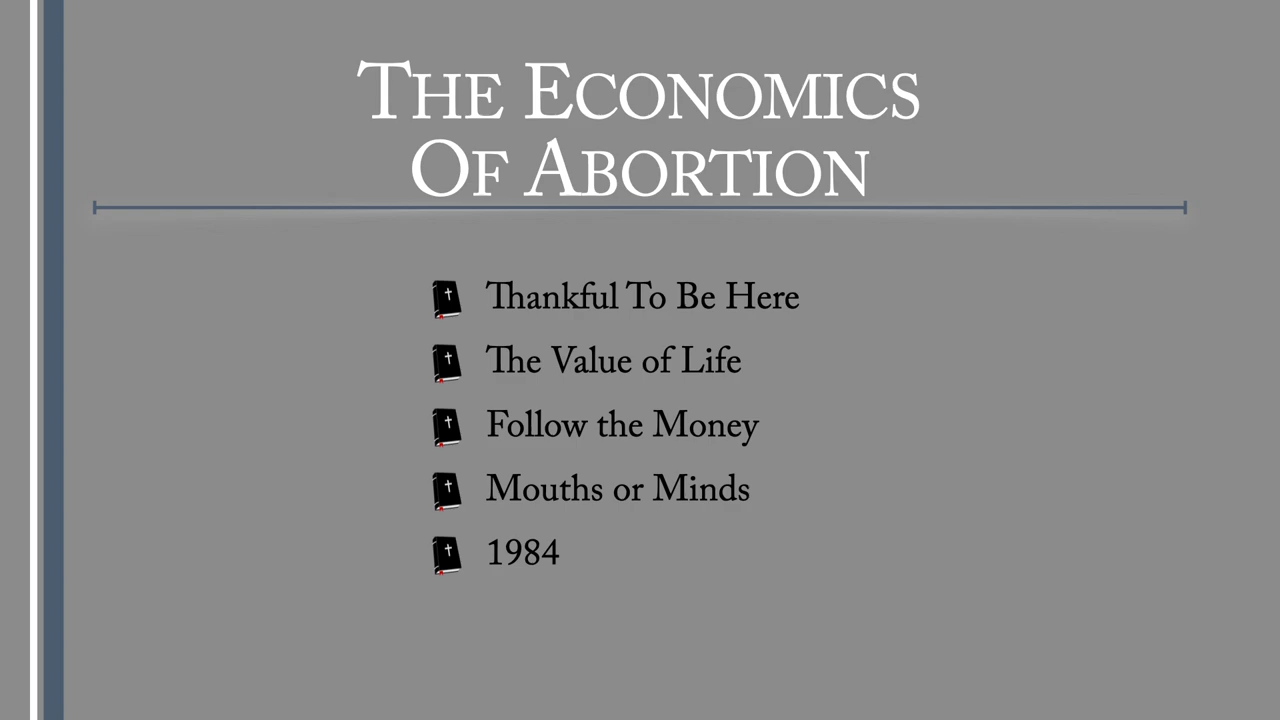 The Economics
Of Abortion
Thankful To Be Here
The Value of Life
Follow the Money
Mouths or Minds
1984